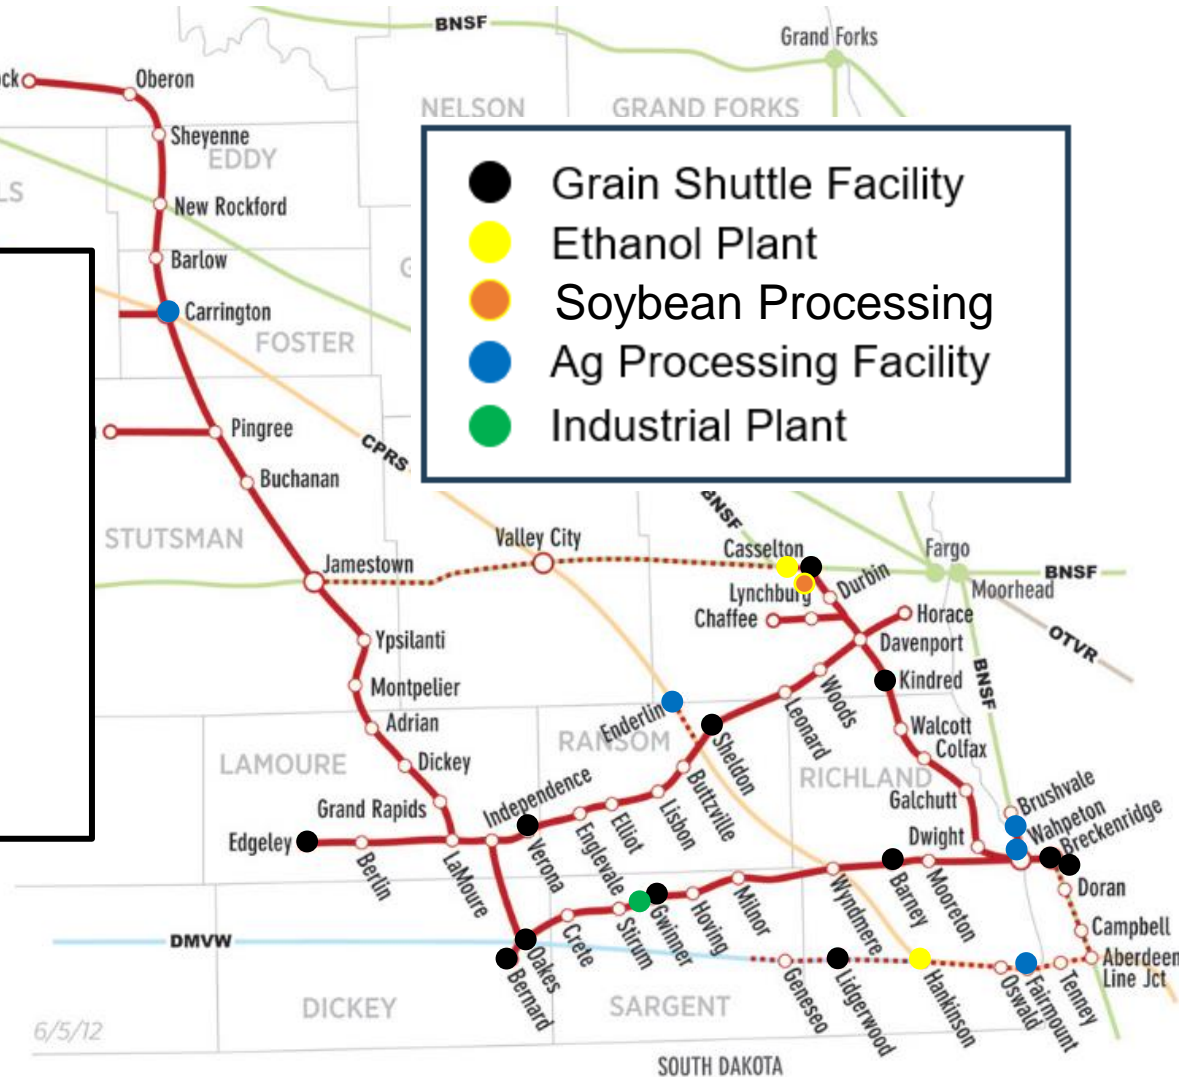 BNSF
Grand Forks
ck
Oberon
NELSON
GRAND FORKS
Sheyenne
EDDY
LS
New Rockford
Barlow
G
Carrington
FOSTER
Grain Shuttle Facility
Ethanol Plant
Soybean Processing
Ag Processing Facility
Industrial Plant
Pingree
CPRS
Buchanan
BNSF
STUTSMAN
Valley City
Casselton
Fargo
Jamestown
BNSF
Lynchburg
Durbin
Moorhead
Chaffee
Horace
OTVR
Ypsilanti
Davenport
BNSF
Montpelier
Woods
Kindred
Enderlin
Leonard
Adrian
RANSOM
Sheldon
Walcott
LAMOURE
Dickey
Colfax
RICHLAND
Buttzville
Independence
Lisbon
Galchutt
Brushvale
Grand Rapids
Eliot
Wahpeton
Edgeley
Englevale
Dwight
Breckenridge
Berlin
LaMoure
Verona
Wyndmere
Barney
Mooreton
Doran
Milnor
Hoving
Gwinner
Stirum
Crete
Campbell
DMVW
Oakes
Aberdeen
Line Jct
Bernard
Geneseo
Lidgerwood
Hankinson
Oswald
Fairmount
Tenney
DICKEY
SARGENT
6/5/12
SOUTH DAKOTA